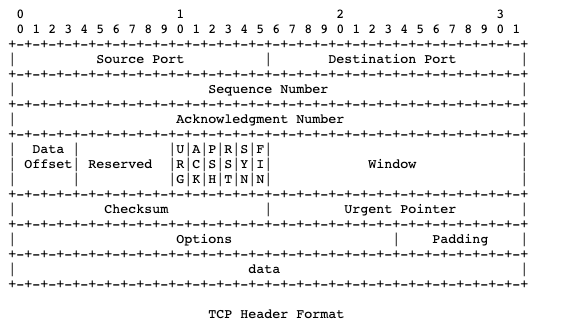 0                   1                   2                   3
 0 1 2 3 4 5 6 7 8 9 0 1 2 3 4 5 6 7 8 9 0 1 2 3 4 5 6 7 8 9 0 1
+-+-+-+-+-+-+-+-+-+-+-+-+-+-+-+-+-+-+-+-+-+-+-+-+-+-+-+-+-+-+-+-+
|          Source Port          |       Destination Port        |
+-+-+-+-+-+-+-+-+-+-+-+-+-+-+-+-+-+-+-+-+-+-+-+-+-+-+-+-+-+-+-+-+
|                        Sequence Number                        |
+-+-+-+-+-+-+-+-+-+-+-+-+-+-+-+-+-+-+-+-+-+-+-+-+-+-+-+-+-+-+-+-+
|                    Acknowledgment Number                      |
+-+-+-+-+-+-+-+-+-+-+-+-+-+-+-+-+-+-+-+-+-+-+-+-+-+-+-+-+-+-+-+-+
|  Data |           |U|A|P|R|S|F|                               |
| Offset| Reserved  |R|C|S|S|Y|I|            Window             |
|       |           |G|K|H|T|N|N|                               |
+-+-+-+-+-+-+-+-+-+-+-+-+-+-+-+-+-+-+-+-+-+-+-+-+-+-+-+-+-+-+-+-+
|           Checksum            |         Urgent Pointer        |
+-+-+-+-+-+-+-+-+-+-+-+-+-+-+-+-+-+-+-+-+-+-+-+-+-+-+-+-+-+-+-+-+
|                    Options                    |    Padding    |
+-+-+-+-+-+-+-+-+-+-+-+-+-+-+-+-+-+-+-+-+-+-+-+-+-+-+-+-+-+-+-+-+
|                             data                              |
+-+-+-+-+-+-+-+-+-+-+-+-+-+-+-+-+-+-+-+-+-+-+-+-+-+-+-+-+-+-+-+-+
                        TCP Header Format